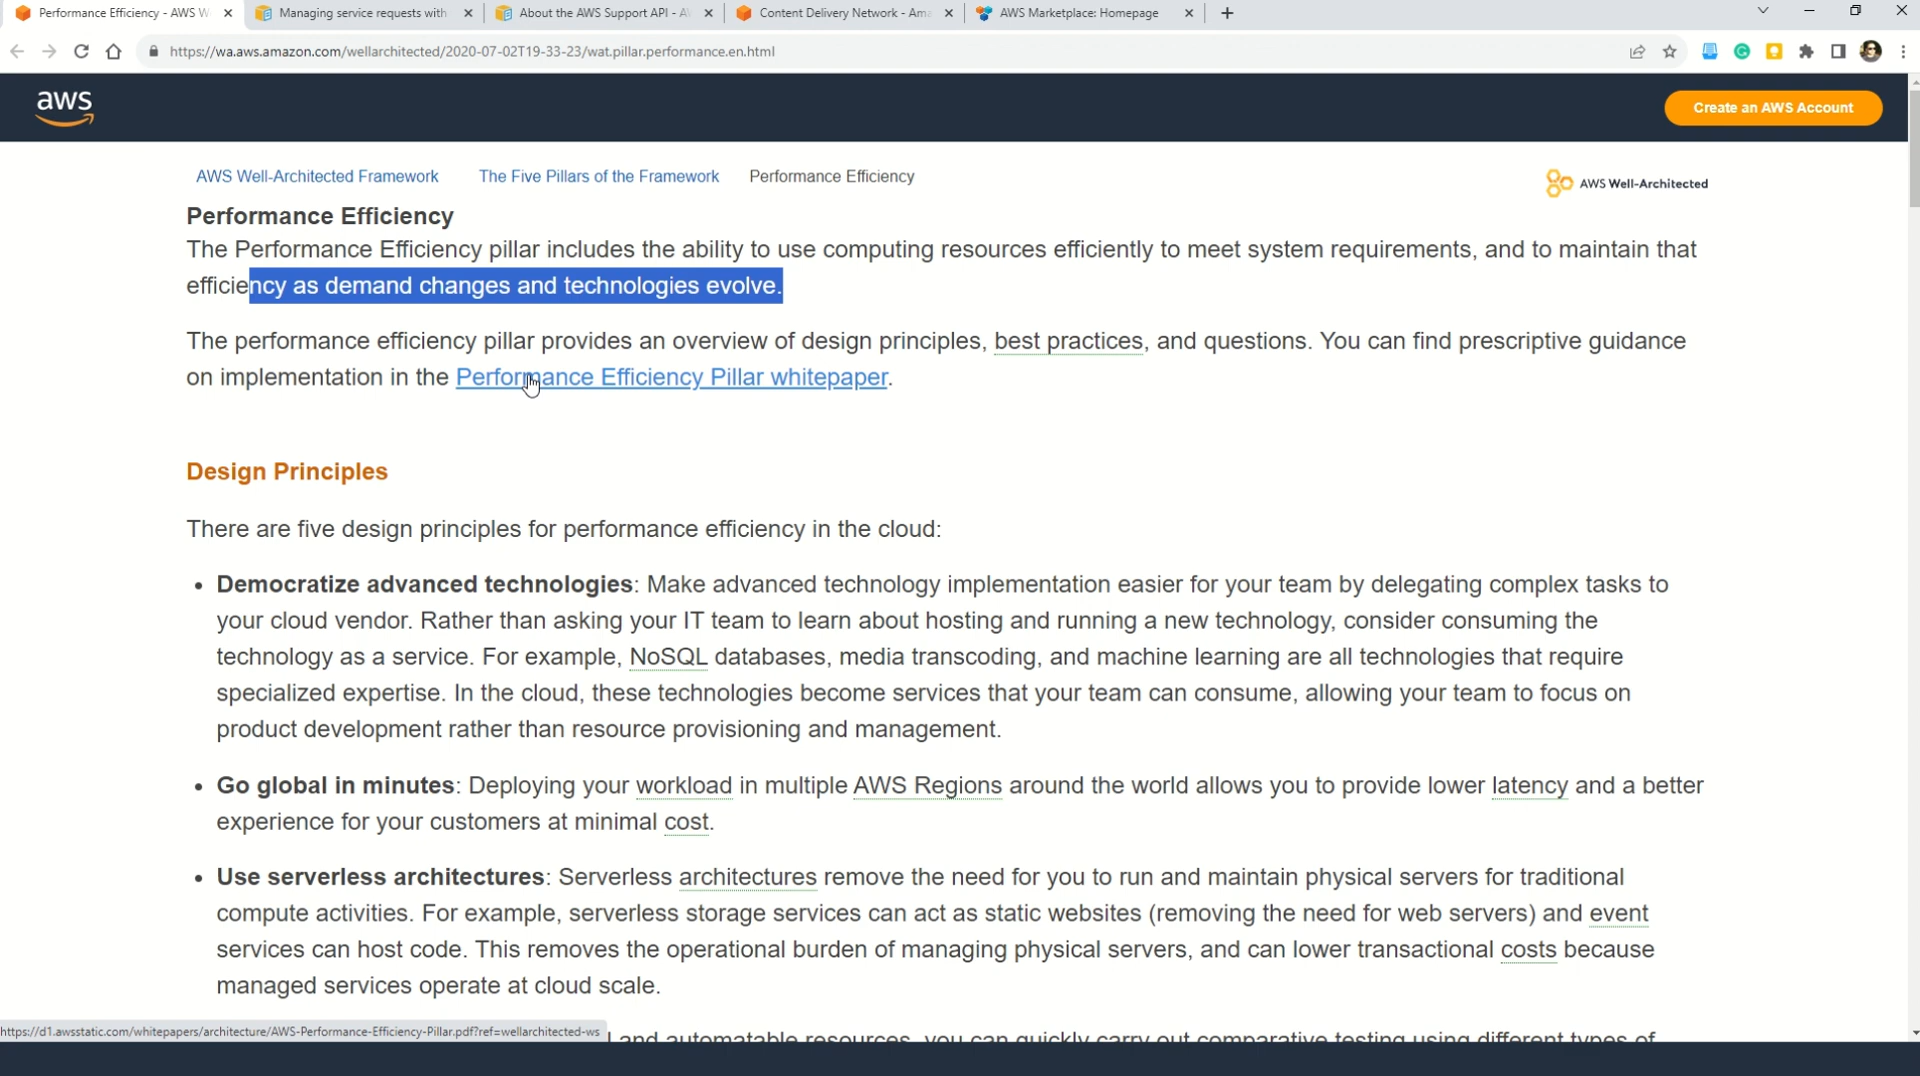 Performance Efficiency - AWS W
Managing service requests with
About the AWS Support API - A
Content Delivery Network - Ama
AWS Marketplace: Homepage
https://wa.aws.amazon.com/wellarchitected/2020-07-02T19-33-23/wat.pillar.performance.en.html
aws
Create an AWS Account
AWS Well-Architected Framework
The Five Pillars of the Framework
Performance Efficiency
AWS Well-Architected
Performance Efficiency
The Performance Efficiency pillar includes the ability to use computing resources efficiently to meet system requirements, and to maintain that
efficiency as demand changes and technologies evolve.
The performance efficiency pillar provides an overview of design principles, best practices, and questions. You can find prescriptive guidance
on implementation in the Performance Efficiency Pillar whitepaper.
Design Principles
There are five design principles for performance efficiency in the cloud:
• Democratize advanced technologies: Make advanced technology implementation easier for your team by delegating complex tasks to
your cloud vendor. Rather than asking your IT team to learn about hosting and running a new technology, consider consuming the
technology as a service. For example, NoSQL databases, media transcoding, and machine learning are all technologies that require
specialized expertise. In the cloud, these technologies become services that your team can consume, allowing your team to focus on
product development rather than resource provisioning and management.
• Go global in minutes: Deploying your workload in multiple AWS Regions around the world allows you to provide lower latency and a better
experience for your customers at minimal cost.
• Use serverless architectures: Serverless architectures remove the need for you to run and maintain physical servers for traditional
compute activities. For example, serverless storage services can act as static websites (removing the need for web servers) and event
services can host code. This removes the operational burden of managing physical servers, and can lower transactional costs because
managed services operate at cloud scale.
https://d1.awsstatic.com/whitepapers/architecture/AWS-Performance-Efficiency-Pillar.pdf?ref=wellarchitected-ws
and automatable resources, you can quickly carry out comparative testing using different types of